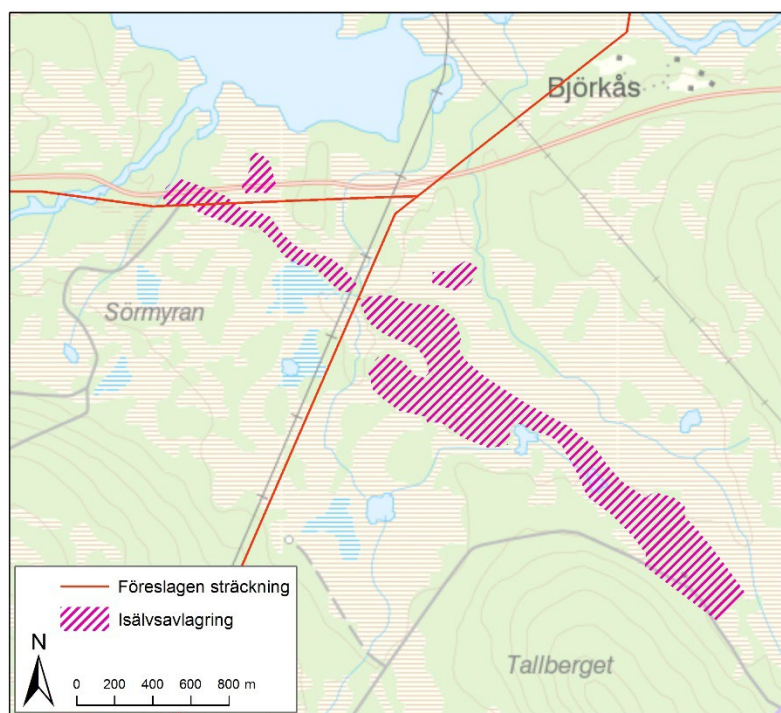 Björkås
Sörmyran
Föreslagen sträckning
Isälvsavlagring
N
0 200 400 600 800 m
Tallberget